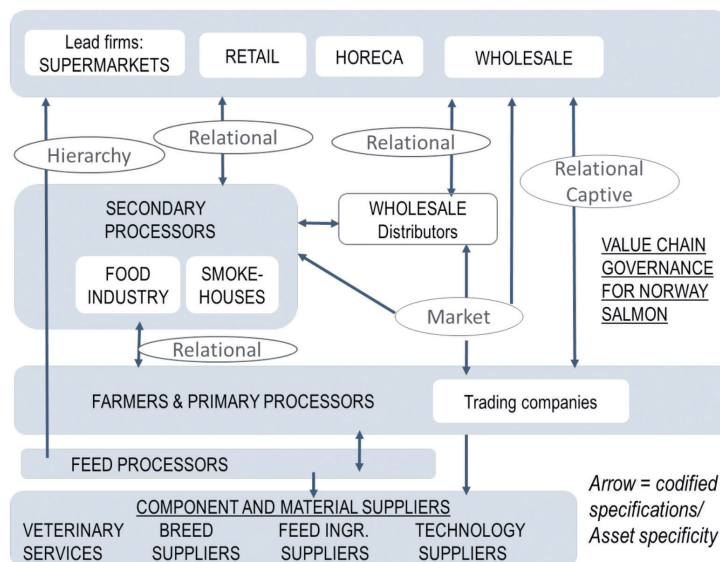 Lead firms:
SUPERMARKETS
RETAIL
HORECA
WHOLESALE
Hierarchy
Relational
Relational
Relational
Captive
SECONDARY
PROCESSORS
WHOLESALE
Distributors
FOOD
INDUSTRY
SMOKE-
HOUSES
VALUE CHAIN
GOVERNANCE
FOR NORWAY
SALMON
Market
Relational
FARMERS & PRIMARY PROCESSORS
Trading companies
FEED PROCESSORS
COMPONENT AND MATERIAL SUPPLIERS
VETERINARY
SERVICES
BREED
SUPPLIERS
FEED INGR.
SUPPLIERS
TECHNOLOGY
SUPPLIERS
Arrow = codified
specifications/
Asset specificity